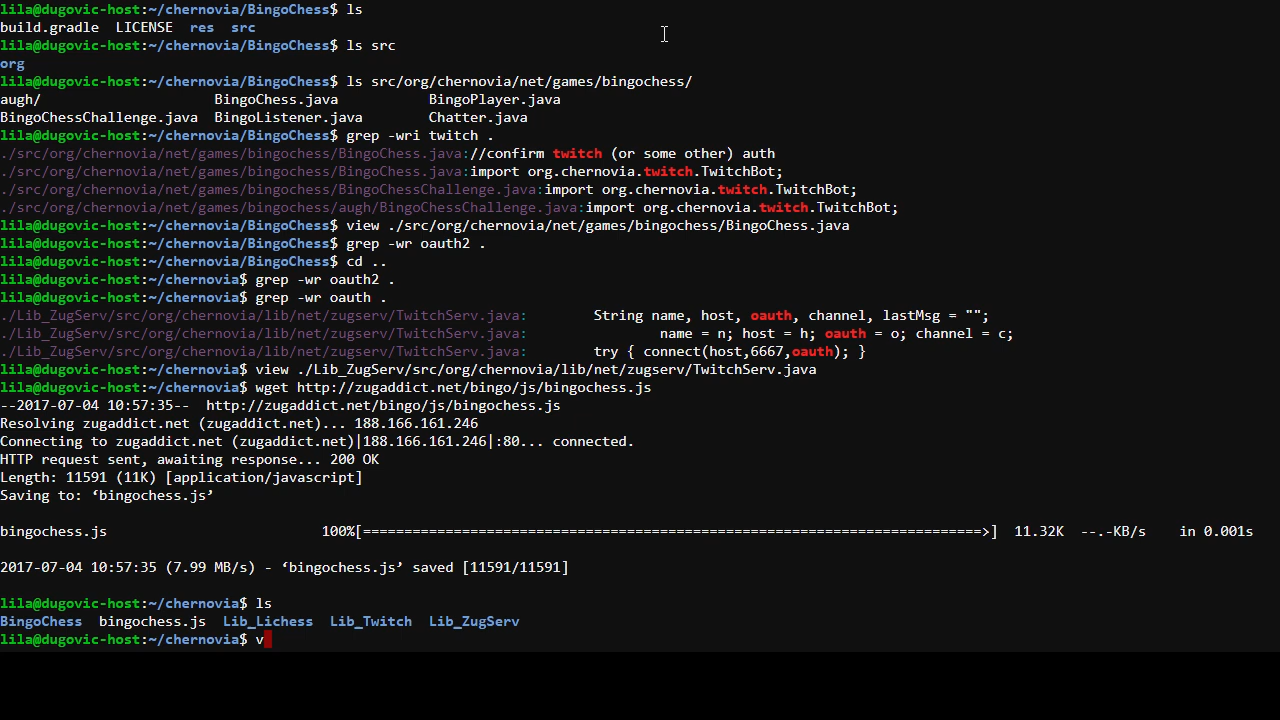 lila@dugovic-host:~/chernovia/BingoChess$ ls
build.gradle  LICENSE  res  src
lila@dugovic-host:~/chernovia/BingoChess$ ls src
org
lila@dugovic-host:~/chernovia/BingoChess$ ls src/org/chernovia/net/games/bingochess/
augh/                    BingoChess.java           BingoPlayer.java
BingoChessChallenge.java  BingoListener.java        Chatter.java
lila@dugovic-host:~/chernovia/BingoChess$ grep -wri twitch .
./src/org/chernovia/net/games/bingochess/BingoChess.java://confirm twitch (or some other) auth
./src/org/chernovia/net/games/bingochess/BingoChess.java:import org.chernovia.twitch.TwitchBot;
./src/org/chernovia/net/games/bingochess/BingoChessChallenge.java:import org.chernovia.twitch.TwitchBot;
./src/org/chernovia/net/games/bingochess/augh/BingoChessChallenge.java:import org.chernovia.twitch.TwitchBot;
lila@dugovic-host:~/chernovia/BingoChess$ view ./src/org/chernovia/net/games/bingochess/BingoChess.java
lila@dugovic-host:~/chernovia/BingoChess$ grep -wr oauth2 .
lila@dugovic-host:~/chernovia/BingoChess$ cd ..
lila@dugovic-host:~/chernovia$ grep -wr oauth2 .
lila@dugovic-host:~/chernovia$ grep -wr oauth .
./Lib_ZugServ/src/org/chernovia/lib/net/zugserv/TwitchServ.java:        String name, host, oauth, channel, lastMsg = "";
./Lib_ZugServ/src/org/chernovia/lib/net/zugserv/TwitchServ.java:                name = n; host = h; oauth = o; channel = c;
./Lib_ZugServ/src/org/chernovia/lib/net/zugserv/TwitchServ.java:        try { connect(host,6667,oauth); }
lila@dugovic-host:~/chernovia$ view ./Lib_ZugServ/src/org/chernovia/lib/net/zugserv/TwitchServ.java
lila@dugovic-host:~/chernovia$ wget http://zugaddict.net/bingo/js/bingochess.js
--2017-07-04 10:57:35--  http://zugaddict.net/bingo/js/bingochess.js
Resolving zugaddict.net (zugaddict.net)... 188.166.161.246
Connecting to zugaddict.net (zugaddict.net)|188.166.161.246|:80... connected.
HTTP request sent, awaiting response... 200 OK
Length: 11591 (11K) [application/javascript]
Saving to: ‘bingochess.js’
bingochess.js                          100%[===========================================================================>]  11.32K  --.-KB/s    in 0.001s
2017-07-04 10:57:35 (7.99 MB/s) - ‘bingochess.js’ saved [11591/11591]
lila@dugovic-host:~/chernovia$ ls
BingoChess  bingochess.js  Lib_Lichess  Lib_Twitch  Lib_ZugServ
lila@dugovic-host:~/chernovia$ v